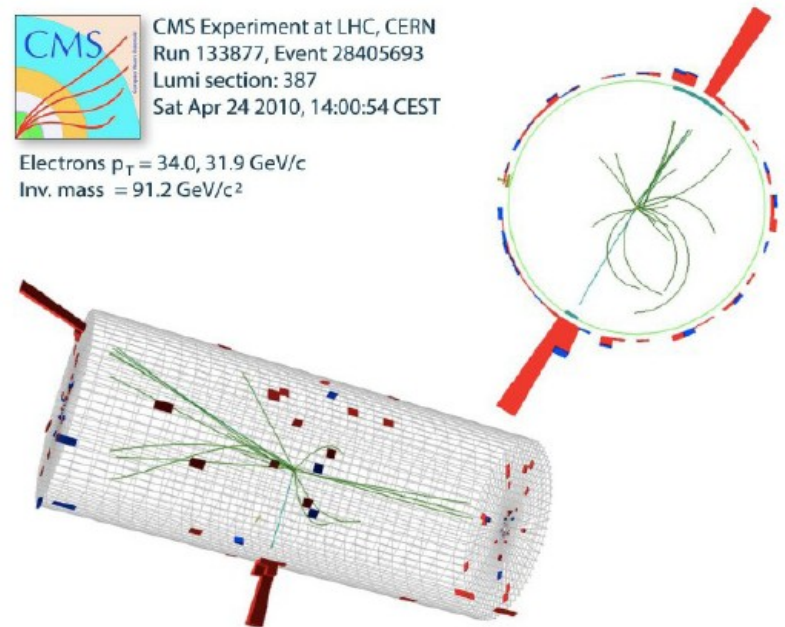 CMS
CMS Experiment at LHC, CERN
Run 133877, Event 28405693
Lumi section: 387
Sat Apr 24 2010, 14:00:54 CEST
Electrons pT = 34.0, 31.9 GeV/c
Inv. mass = 91.2 GeV/c²